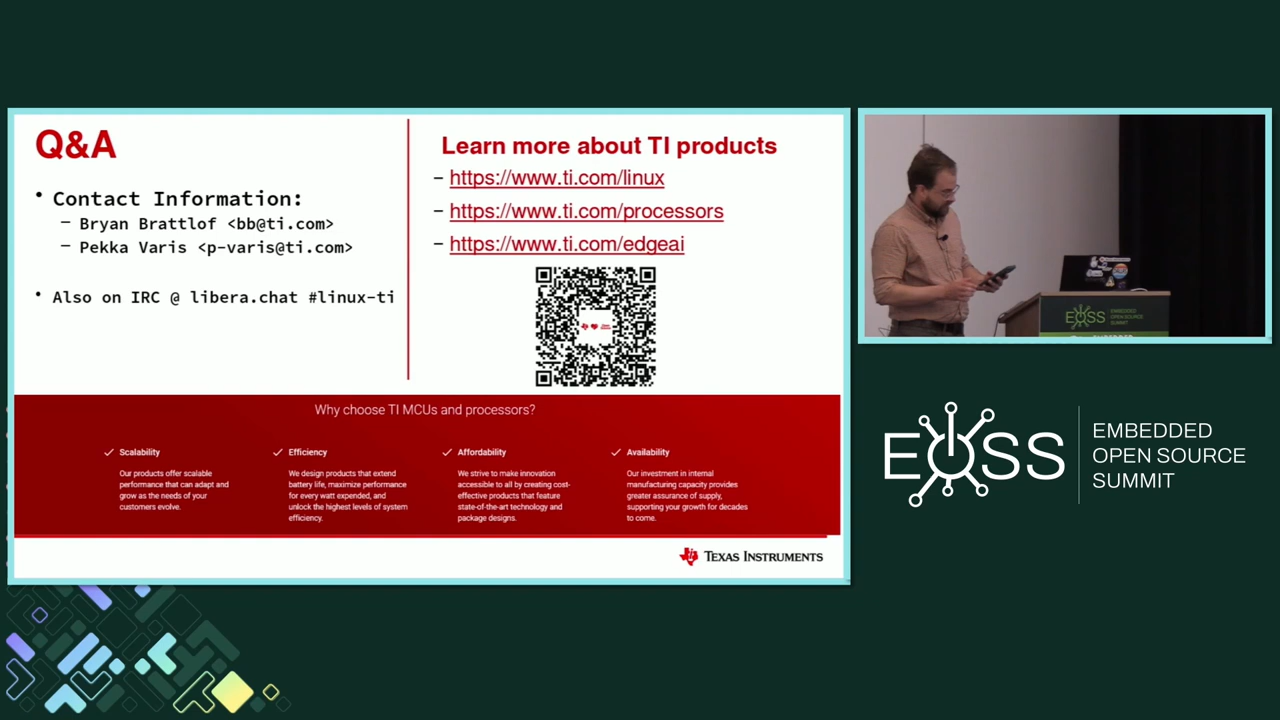 Q&A
• Contact Information:
– Bryan Brattlof <bb@ti.com>
– Pekka Varis <p-varis@ti.com>
• Also on IRC @ libera.chat #linux-ti
Learn more about TI products
– https://www.ti.com/linux
– https://www.ti.com/processors
– https://www.ti.com/edgeai
Why choose TI MCUs and processors?
Scalability
Our products offer scalable
performance that can adapt and
grow as the needs of your
customers evolve.
Efficiency
We design products that extend
battery life, maximize performance
for every watt expended, and
unlock the highest levels of system
efficiency.
Affordability
We strive to make innovation
accessible to all by creating cost-
effective products that feature
state-of-the-art technology and
package designs.
Availability
Our investment in internal
manufacturing capacity provides
greater assurance of supply,
supporting your growth for decades
to come.
TEXAS INSTRUMENTS
EOSS
EMBEDDED
OPEN SOURCE
SUMMIT
EOSS
EMBEDDED
OPEN SOURCE
SUMMIT